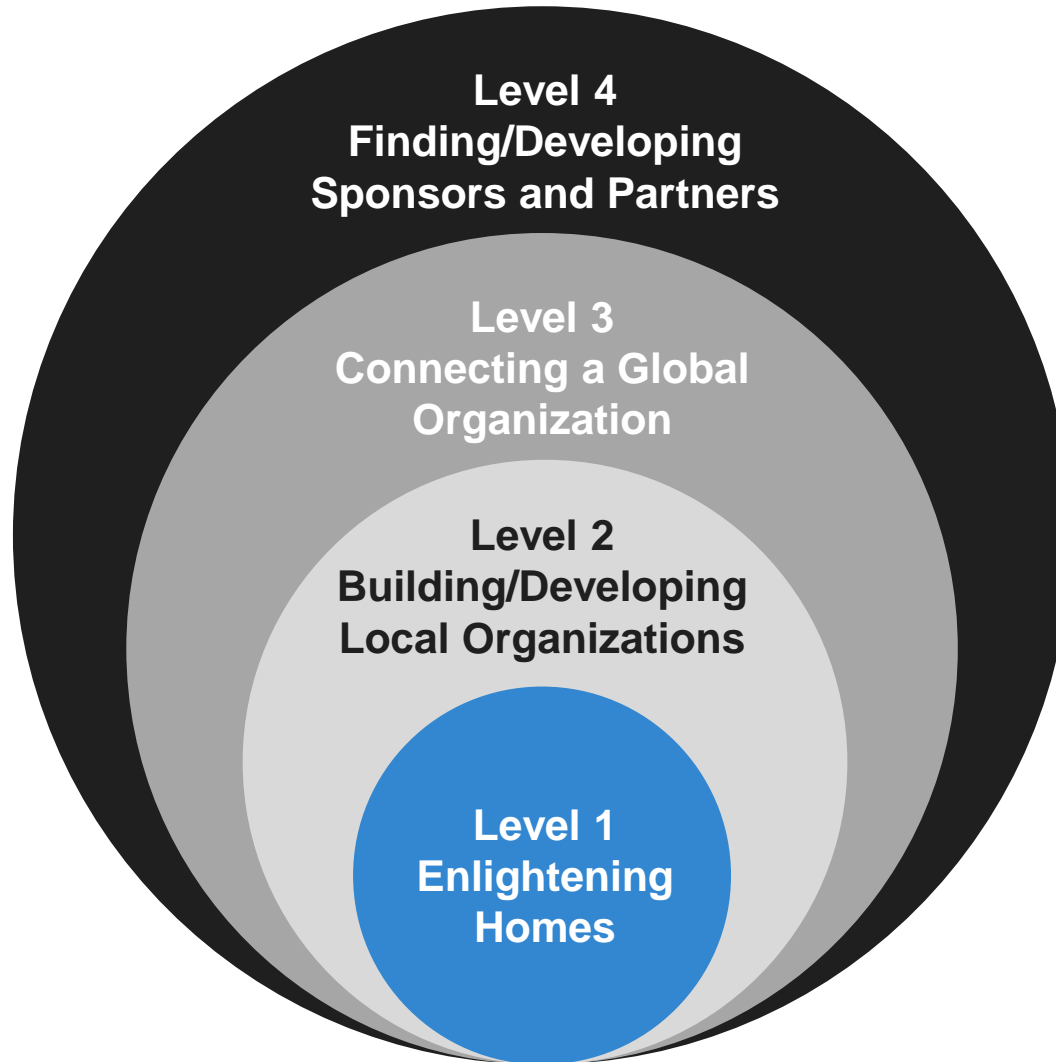 Level 4
Finding/Developing
Sponsors and Partners
Level 3
Connecting a Global
Organization
Level 2
Building/Developing
Local Organizations
Level 1
Enlightening
Homes